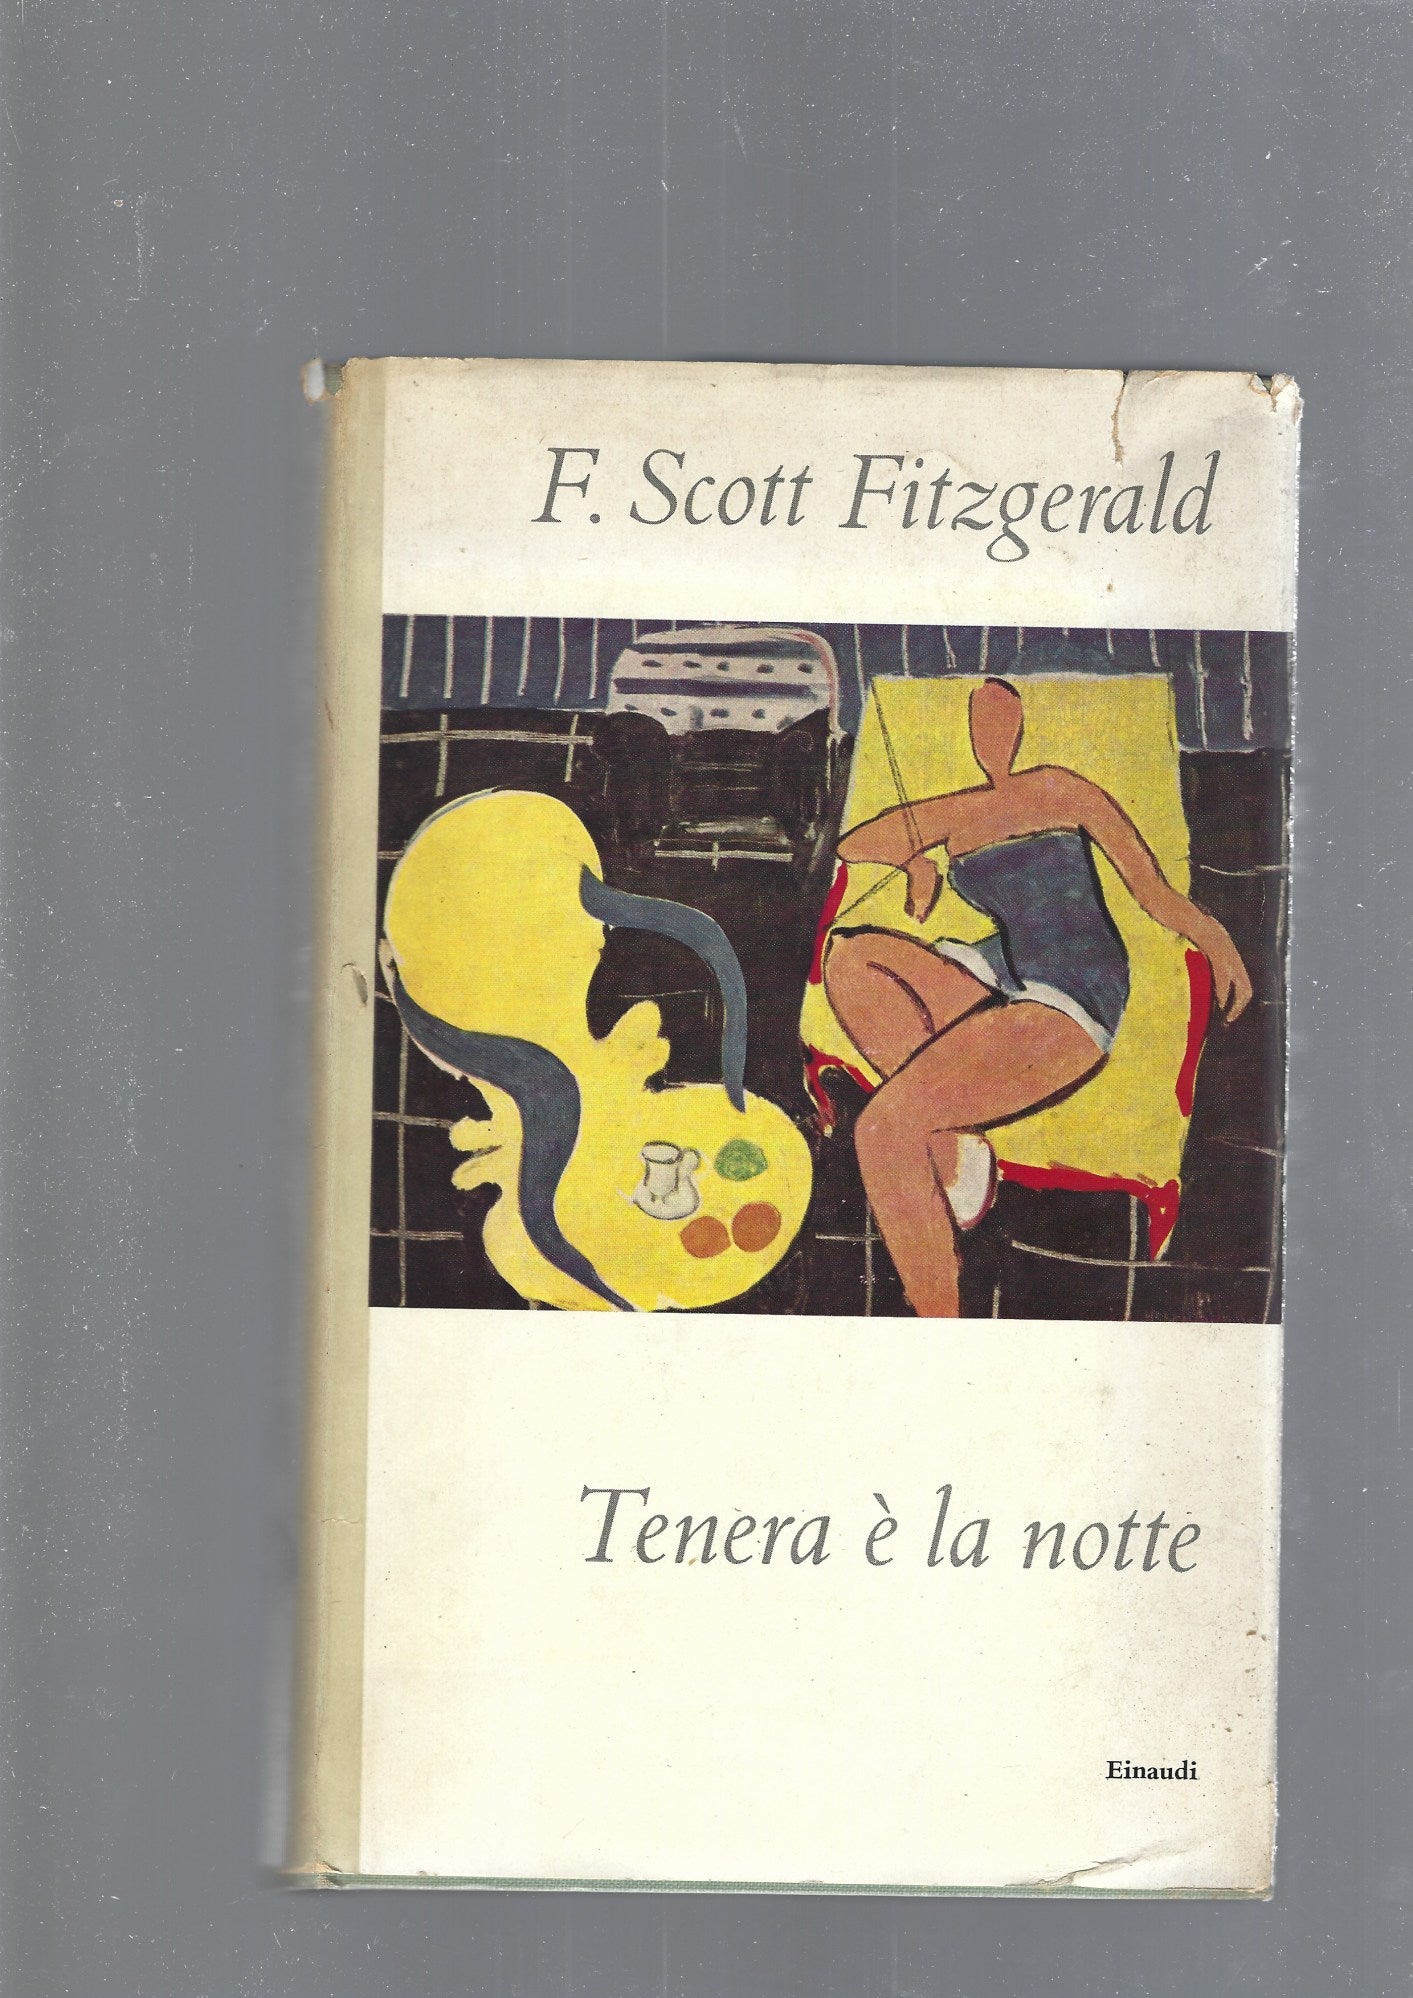 F. Scott Fitzgerald
Tenera è la notte
Einaudi